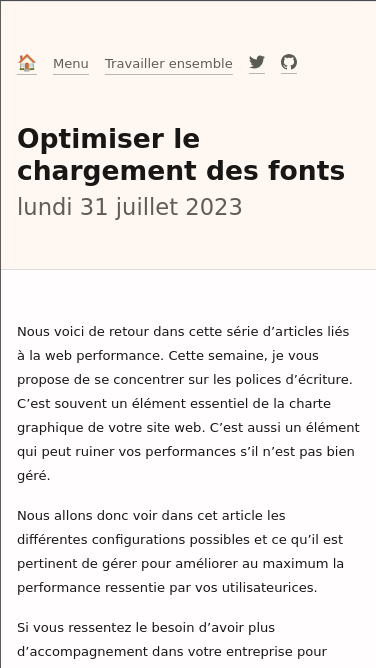 Menu Travailler ensemble
Optimiser le
chargement des fonts
lundi 31 juillet 2023
Nous voici de retour dans cette série d’articles liés
à la web performance. Cette semaine, je vous
propose de se concentrer sur les polices d’écriture.
C’est souvent un élément essentiel de la charte
graphique de votre site web. C’est aussi un élément
qui peut ruiner vos performances s’il n’est pas bien
géré.
Nous allons donc voir dans cet article les
différentes configurations possibles et ce qu’il est
pertinent de gérer pour améliorer au maximum la
performance ressentie par vos utilisateurices.
Si vous ressentez le besoin d’avoir plus
d’accompagnement dans votre entreprise pour